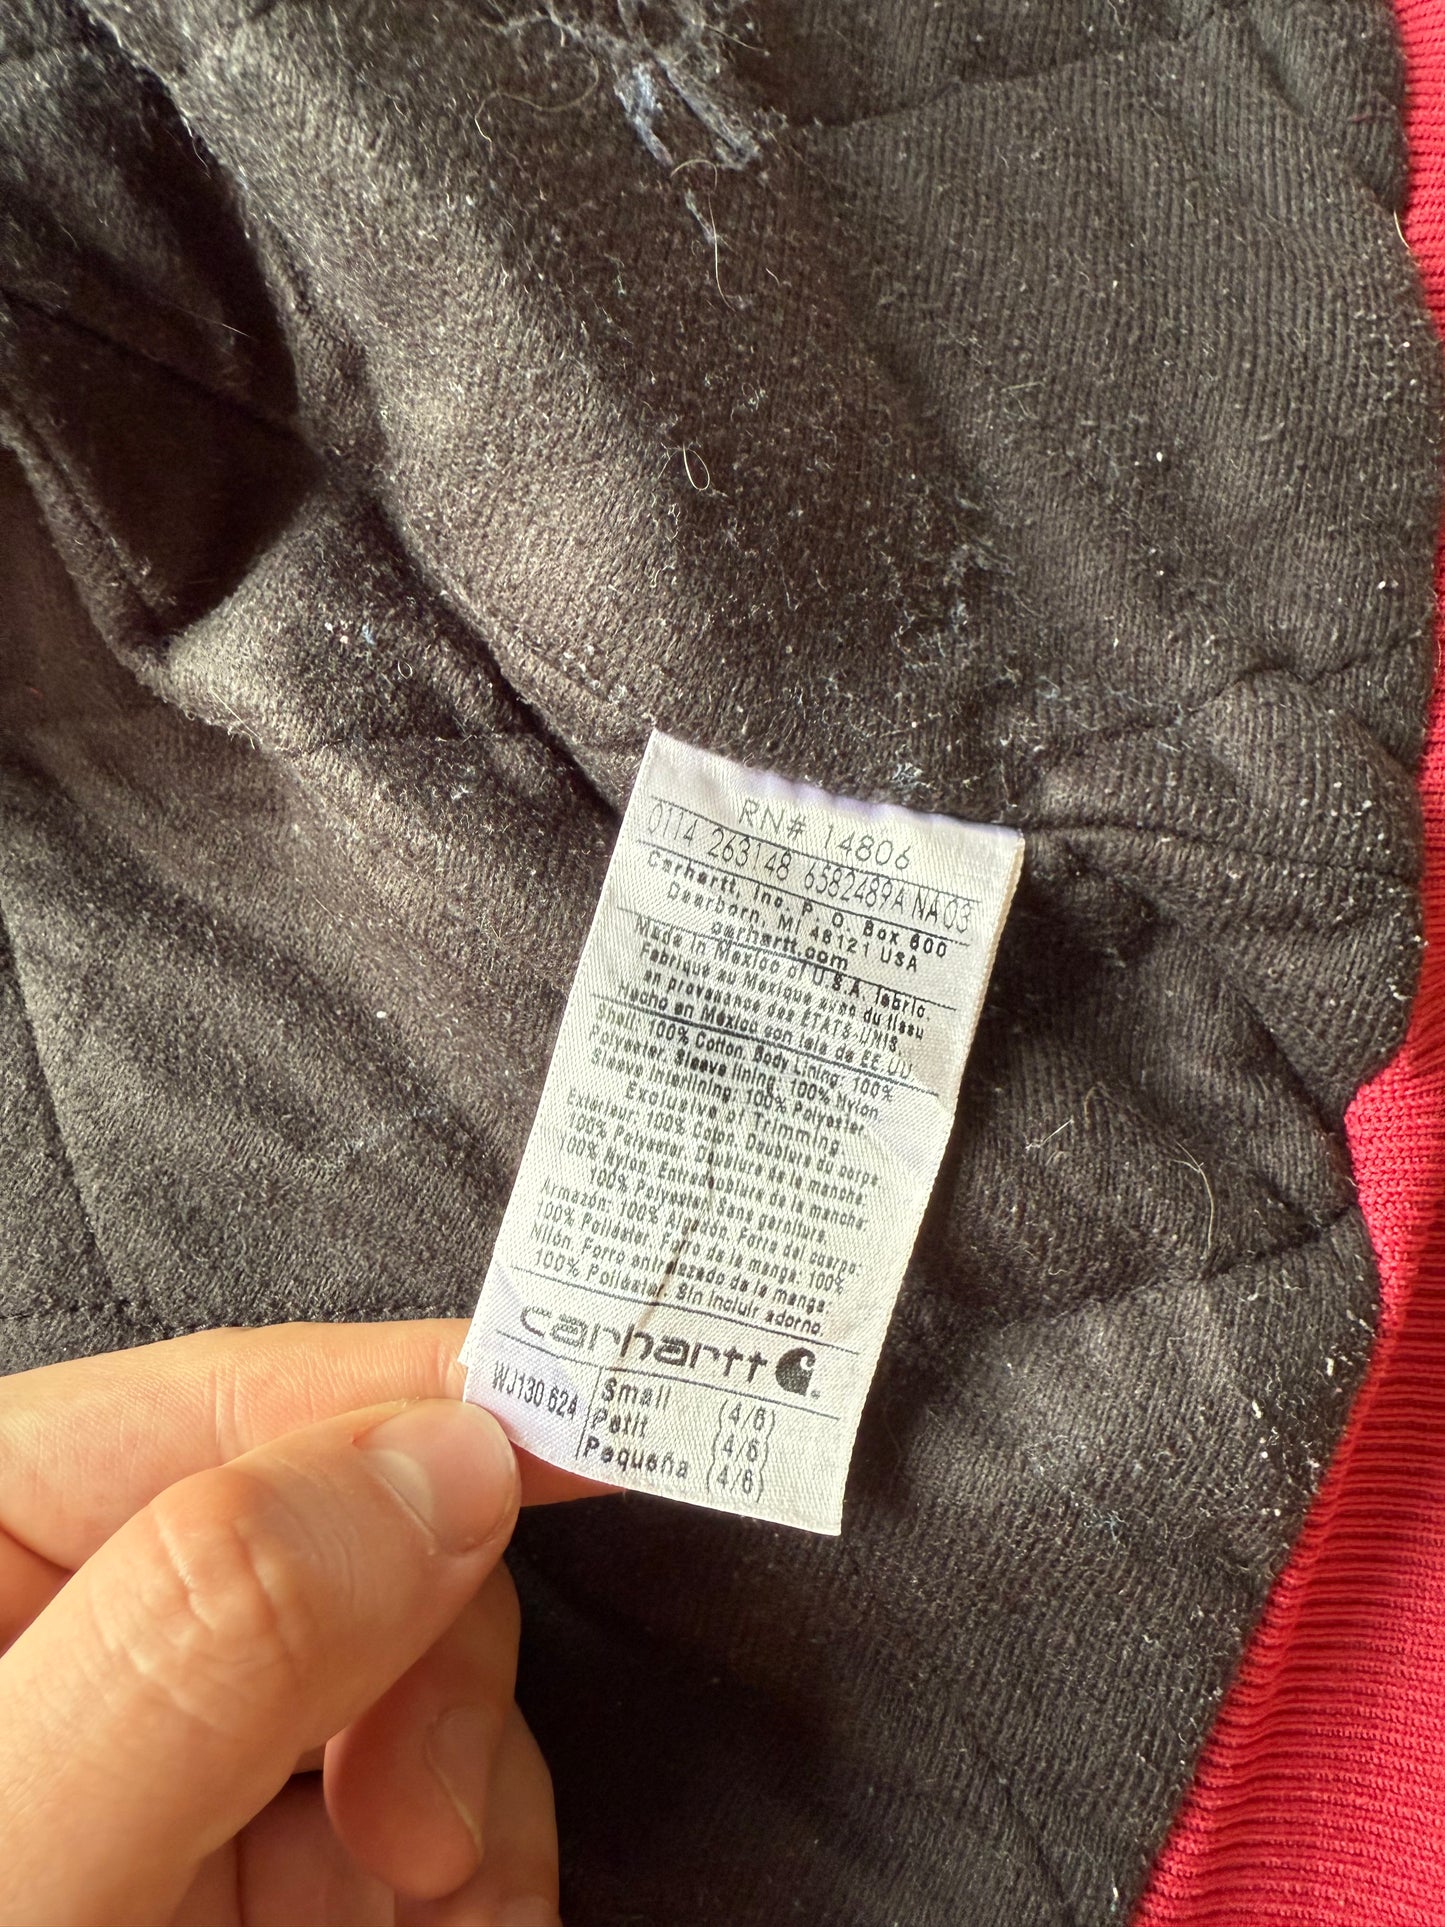 RN# 14806
0114 263148 6582489A NA 03
Carhartt, Inc. P. O. Box 600
Dearborn, MI 48121 USA
carhartt.com
Made in Mexico of U.S.A. fabric.
Fabriqué au Mexique avec du tissu
en provenance des ÉTATS-UNIS.
Hecho en México con tela de EE. UU
Shell: 100% Cotton. Body Lining: 100%
Polyester. Sleeve lining: 100% Nylon
Sleeve Interlining: 100% Polyester
Exclusive of Trimming
Extérieur: 100% Coton. Doublure du corps:
100% Polyester. Doublure de la manche:
100% Nylon. Entredoublure de la manche:
100% Polyester. Sans garniture.
Armazón: 100% Algodón. Forra del cuerpo:
100% Poliéster. Forro de la manga: 100%
Nilón. Forro entrelazado de la manga:
100% Poliéster. Sin incluir adorno.
carhartt
WJ130 624
Small (4/6)
Petit (4/6)
Pequeña (4/6)